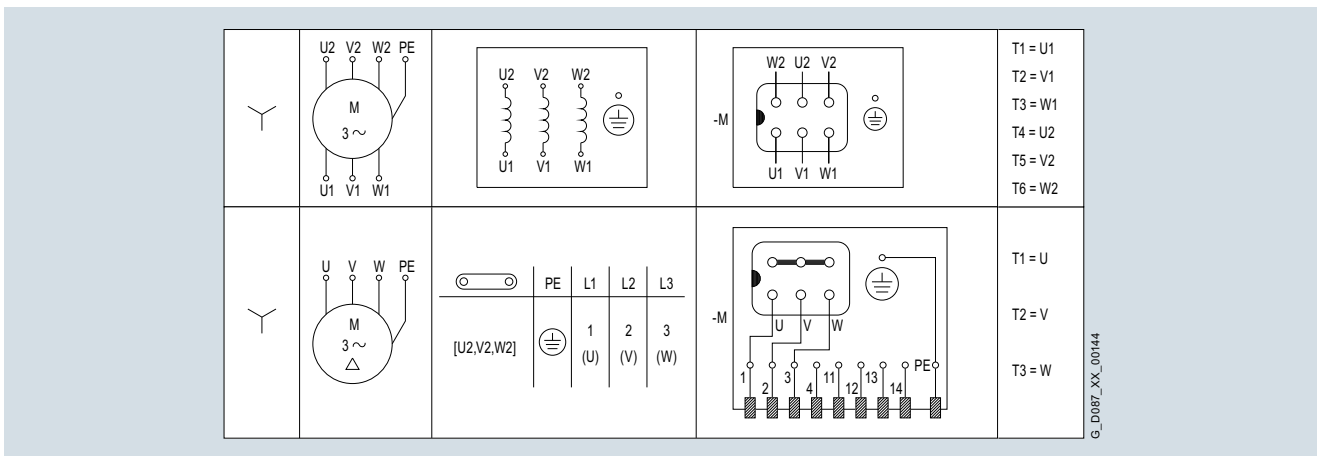 U2 V2 W2 PE
M
3 ~
U1 V1 W1
U2 V2 W2
U1 V1 W1
W2 U2 V2
-M
U1 V1 W1
T1 = U1
T2 = V1
T3 = W1
T4 = U2
T5 = V2
T6 = W2
U V W PE
M
3 ~
PE L1 L2 L3
[U2,V2,W2] 1 2 3
(U) (V) (W)
-M
U V W
1 2 3 4 11 12 13 14 PE
T1 = U
T2 = V
T3 = W
G_D087_XX_00144